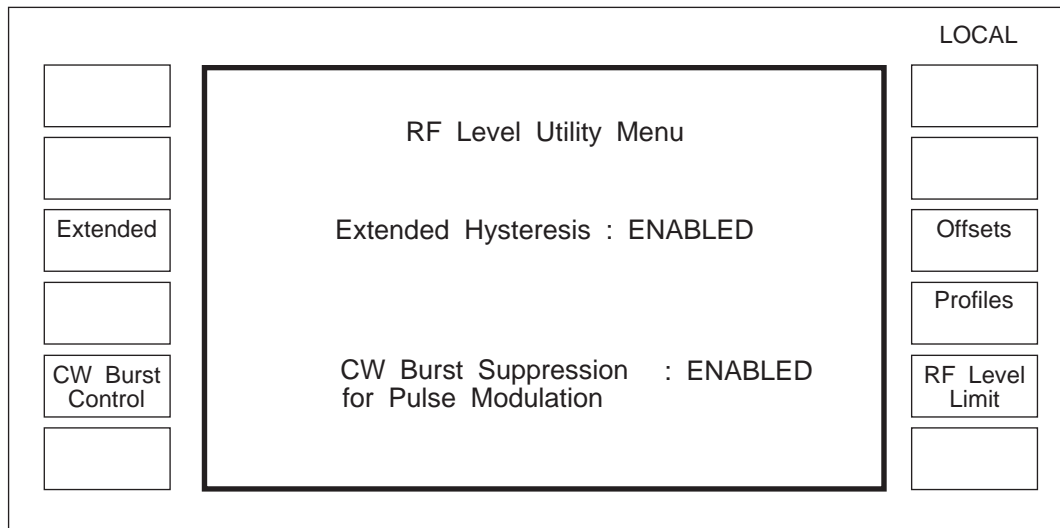 LOCAL
RF Level Utility Menu
Extended
Extended Hysteresis : ENABLED
Offsets
Profiles
CW Burst
Control
CW Burst Suppression : ENABLED
for Pulse Modulation
RF Level
Limit